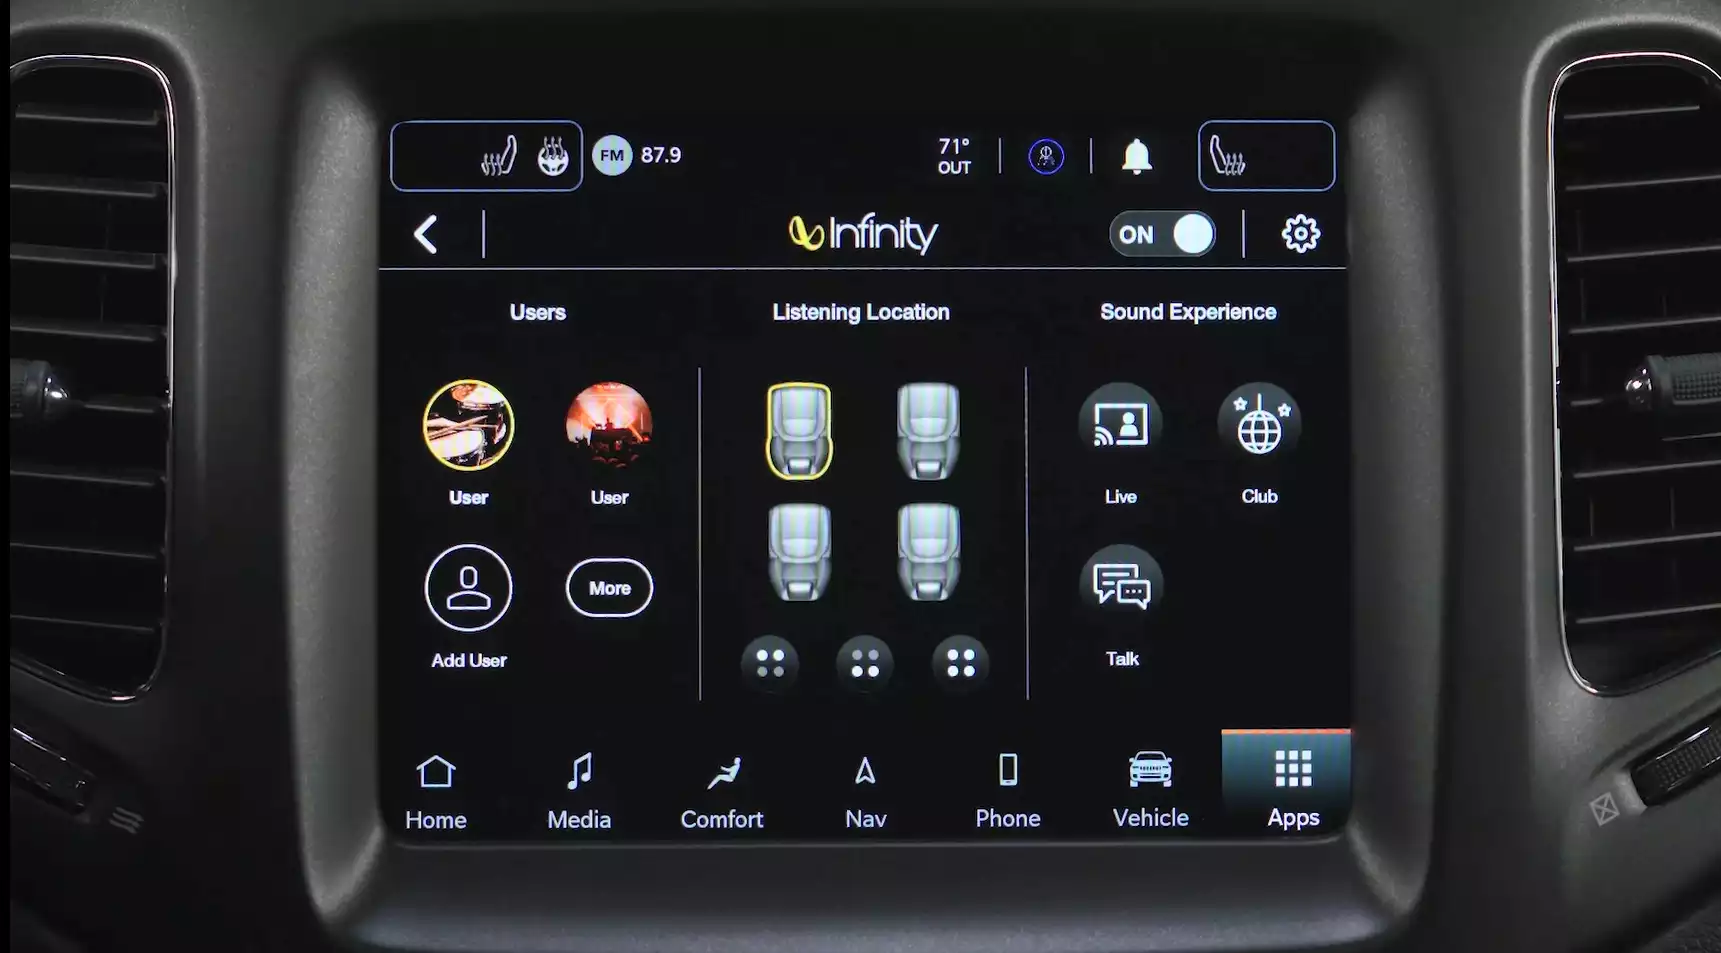 FM 87.9
71°
OUT
Infinity
ON
Users
Listening Location
Sound Experience
User
User
Live
Club
Add User
More
Talk
Home
Media
Comfort
Nav
Phone
Vehicle
Apps